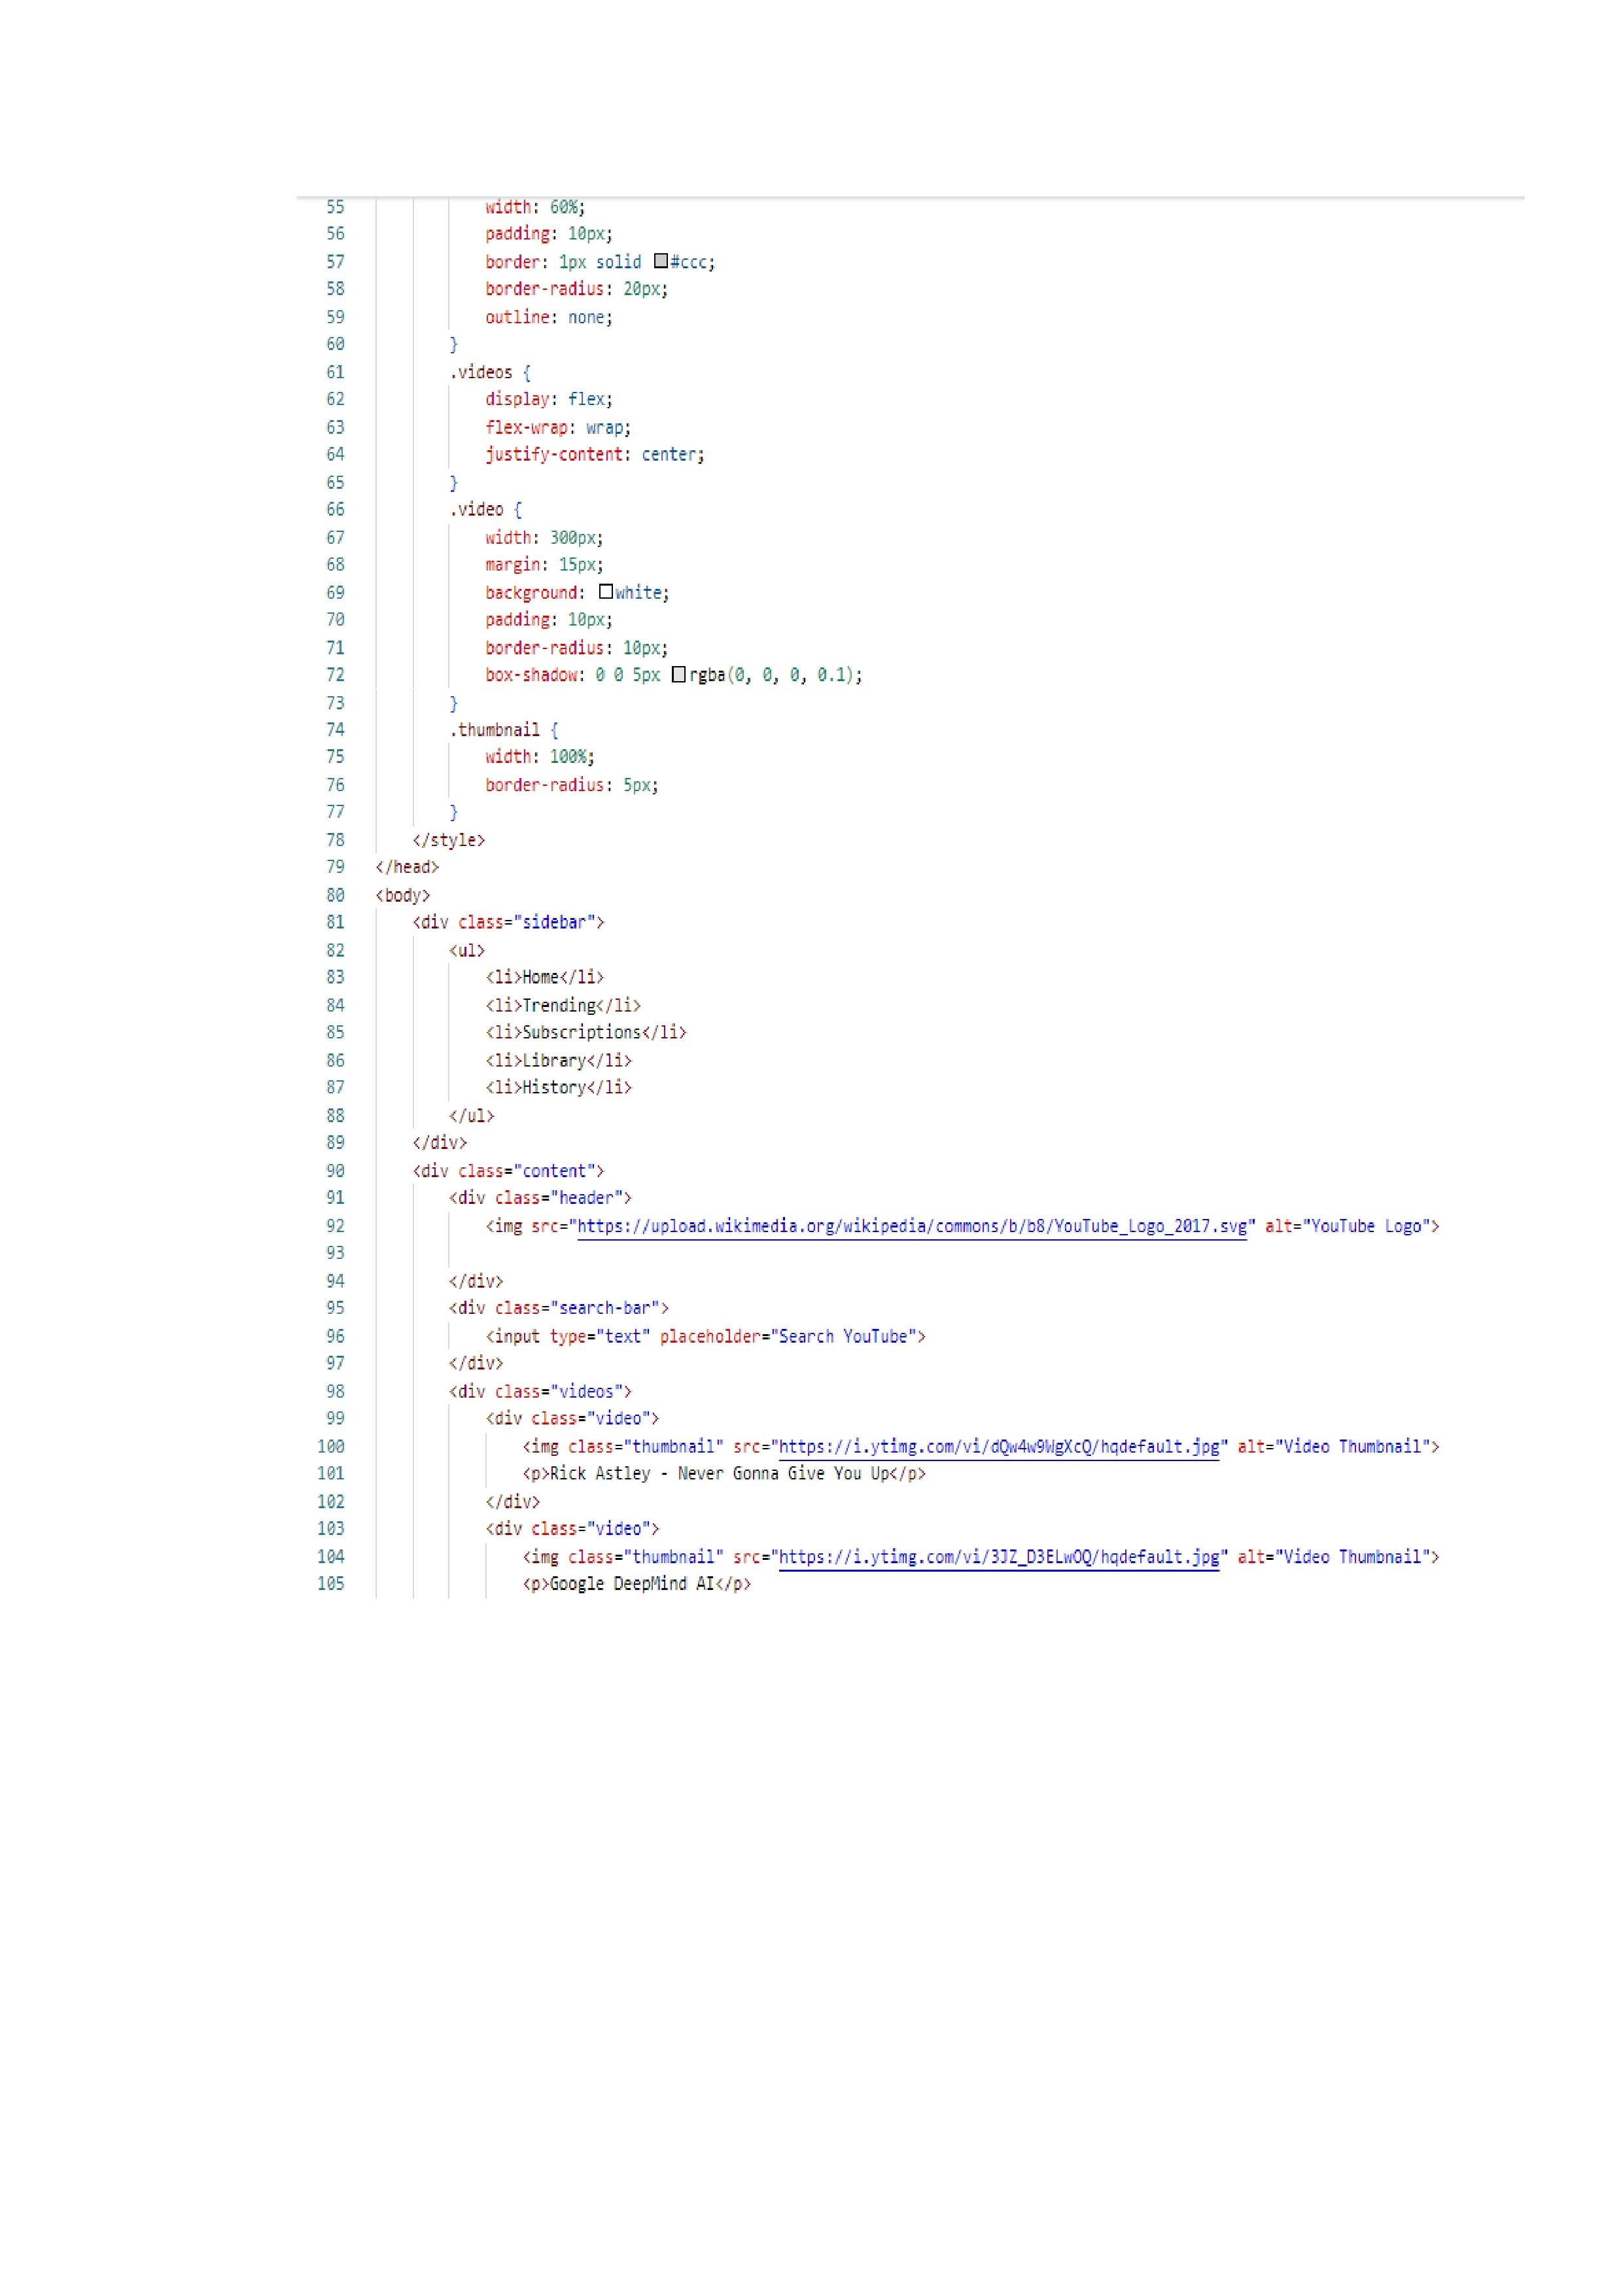 55 width: 60%;
56 padding: 10px;
57 border: 1px solid #ccc;
58 border-radius: 20px;
59 outline: none;
60 }
61 .videos {
62 display: flex;
63 flex-wrap: wrap;
64 justify-content: center;
65 }
66 .video {
67 width: 300px;
68 margin: 15px;
69 background: white;
70 padding: 10px;
71 border-radius: 10px;
72 box-shadow: 0 0 5px rgba(0, 0, 0, 0.1);
73 }
74 .thumbnail {
75 width: 100%;
76 border-radius: 5px;
77 }
78 </style>
79 </head>
80 <body>
81 <div class="sidebar">
82 <ul>
83 <li>Home</li>
84 <li>Trending</li>
85 <li>Subscriptions</li>
86 <li>Library</li>
87 <li>History</li>
88 </ul>
89 </div>
90 <div class="content">
91 <div class="header">
92 <img src="https://upload.wikimedia.org/wikipedia/commons/b/b8/YouTube_Logo_2017.svg" alt="YouTube Logo">
93
94 </div>
95 <div class="search-bar">
96 <input type="text" placeholder="Search YouTube">
97 </div>
98 <div class="videos">
99 <div class="video">
100 <img class="thumbnail" src="https://i.ytimg.com/vi/dQw4w9WgXcQ/hqdefault.jpg" alt="Video Thumbnail">
101 <p>Rick Astley - Never Gonna Give You Up</p>
102 </div>
103 <div class="video">
104 <img class="thumbnail" src="https://i.ytimg.com/vi/3JZ_D3ELwOQ/hqdefault.jpg" alt="Video Thumbnail">
105 <p>Google DeepMind AI</p>